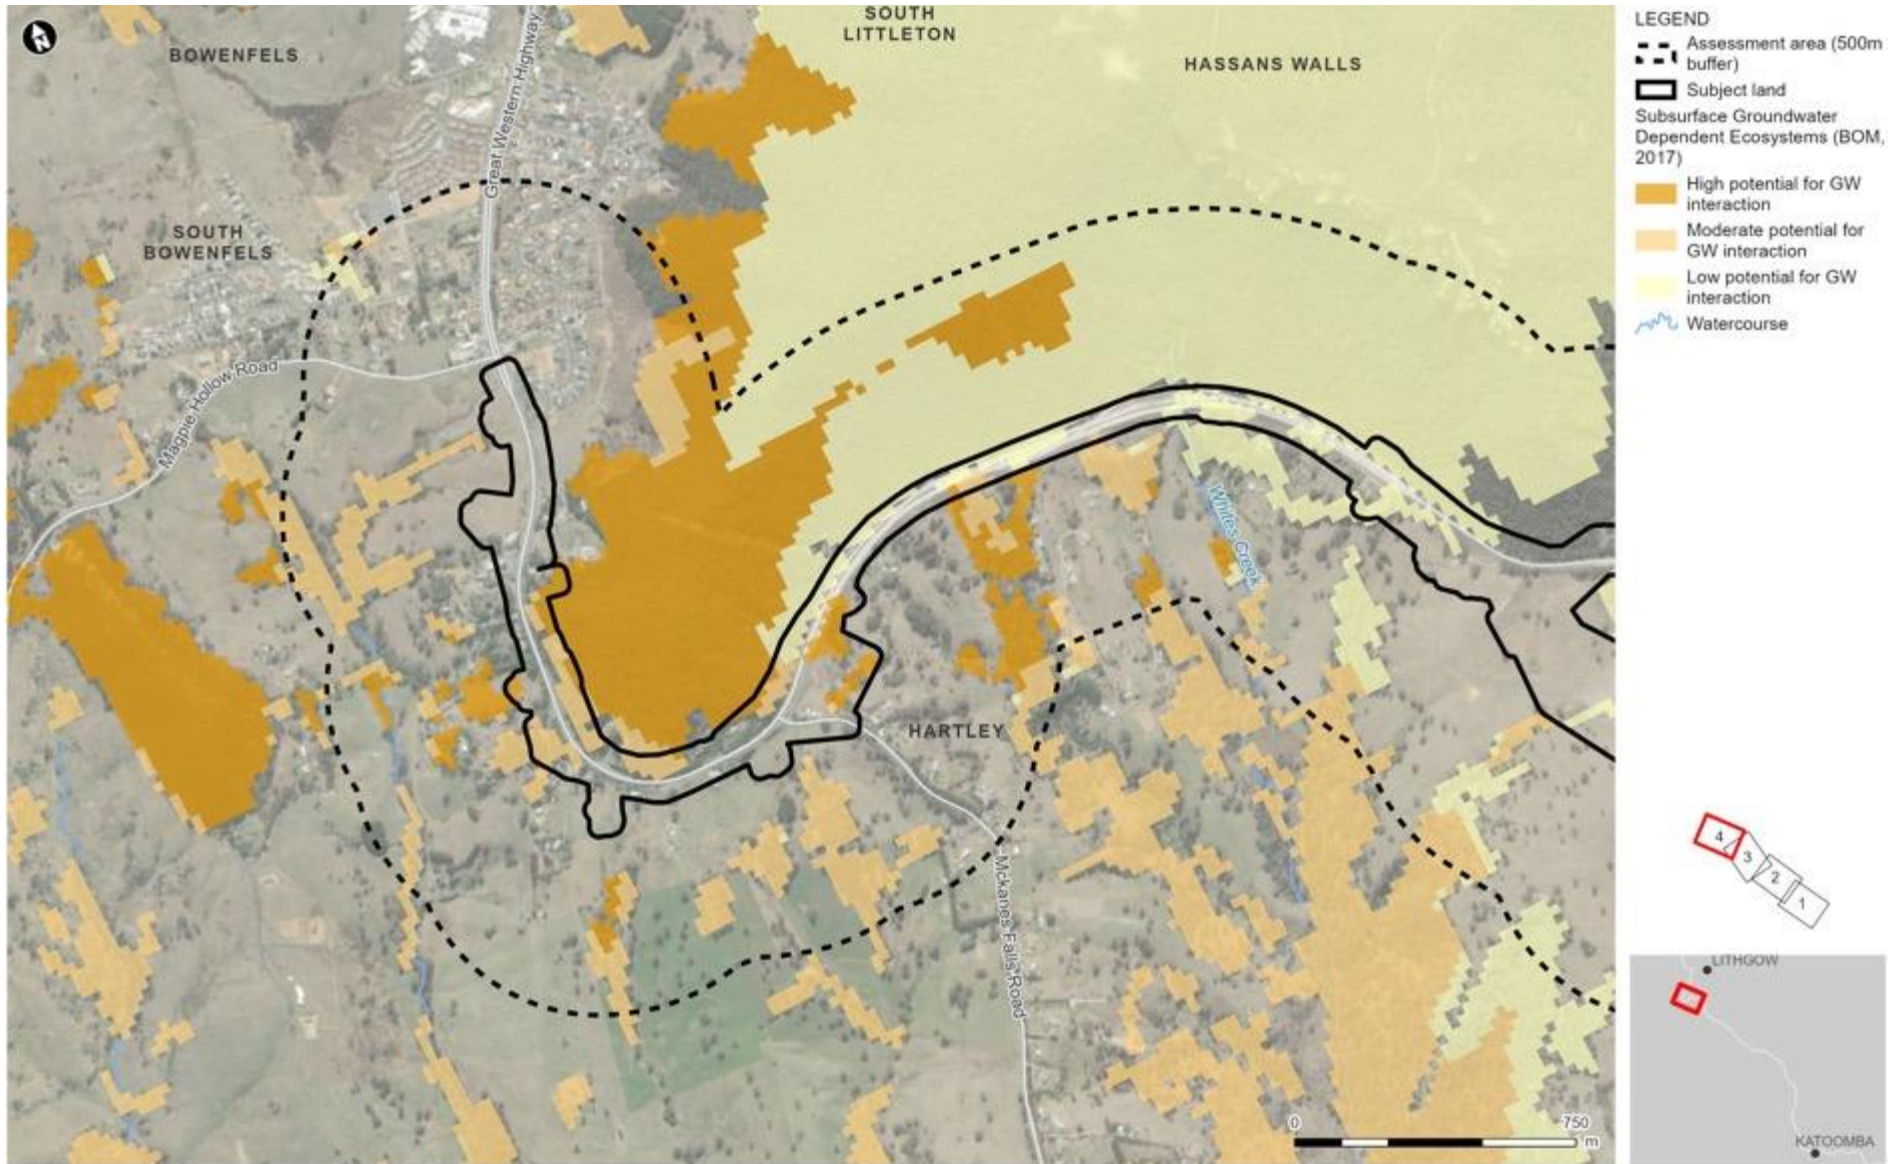 SOUTH
LITTLETON
BOWENFELS
HASSANS WALLS
Great Western Highway
SOUTH
BOWENFELS
Magpie Hollow Road
Whites Creek
HARTLEY
Mckanes Falls Road
0
750
m
LEGEND
Assessment area (500m
buffer)
Subject land
Subsurface Groundwater
Dependent Ecosystems (BOM,
2017)
High potential for GW
interaction
Moderate potential for
GW interaction
Low potential for GW
interaction
Watercourse
4
3
2
1
LITHGOW
KATOOMBA
N